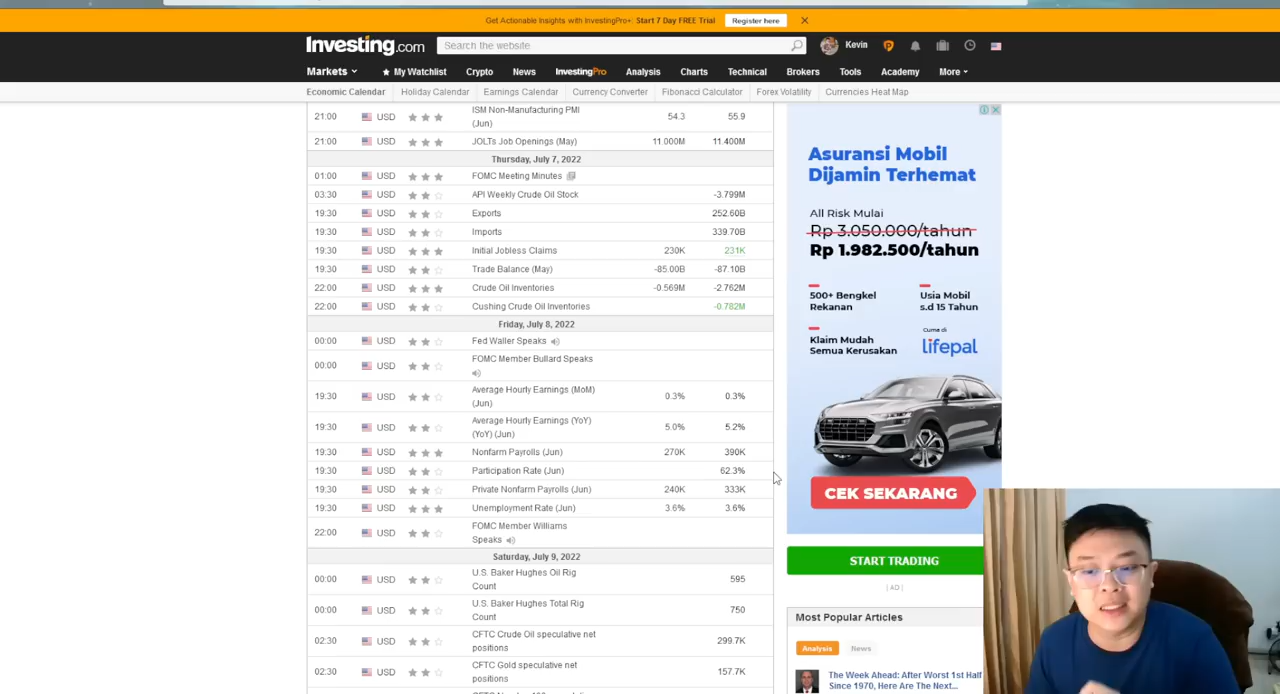 Get Actionable Insights with InvestingPro+: Start 7 Day FREE Trial Register here
Investing.com Search the website Kevin
Markets My Watchlist Crypto News InvestingPro Analysis Charts Technical Brokers Tools Academy More
Economic Calendar Holiday Calendar Earnings Calendar Currency Converter Fibonacci Calculator Forex Volatility Currencies Heat Map
21:00 USD ISM Non-Manufacturing PMI 54.3 55.9
(Jun)
21:00 USD JOLTs Job Openings (May) 11.000M 11.400M
Thursday, July 7, 2022
01:00 USD FOMC Meeting Minutes
03:30 USD API Weekly Crude Oil Stock -3.799M
19:30 USD Exports 252.60B
19:30 USD Imports 339.70B
19:30 USD Initial Jobless Claims 230K 231K
19:30 USD Trade Balance (May) -85.00B -87.10B
22:00 USD Crude Oil Inventories -0.569M -2.762M
22:00 USD Cushing Crude Oil Inventories -0.782M
Friday, July 8, 2022
00:00 USD Fed Waller Speaks
00:00 USD FOMC Member Bullard Speaks
19:30 USD Average Hourly Earnings (MoM) 0.3% 0.3%
(Jun)
19:30 USD Average Hourly Earnings (YoY) 5.0% 5.2%
(YoY) (Jun)
19:30 USD Nonfarm Payrolls (Jun) 270K 390K
19:30 USD Participation Rate (Jun) 62.3%
19:30 USD Private Nonfarm Payrolls (Jun) 240K 333K
19:30 USD Unemployment Rate (Jun) 3.6% 3.6%
22:00 USD FOMC Member Williams
Speaks
Saturday, July 9, 2022
00:00 USD U.S. Baker Hughes Oil Rig 595
Count
00:00 USD U.S. Baker Hughes Total Rig 750
Count
02:30 USD CFTC Crude Oil speculative net 299.7K
positions
02:30 USD CFTC Gold speculative net 157.7K
positions
Asuransi Mobil
Dijamin Terhemat
All Risk Mulai
Rp 3.050.000/tahun
Rp 1.982.500/tahun
500+ Bengkel
Rekanan
Usia Mobil
s.d 15 Tahun
Klaim Mudah
Semua Kerusakan
Cuma di
lifepal
CEK SEKARANG
START TRADING
| AD |
Most Popular Articles
Analysis News
The Week Ahead: After Worst 1st Half
Since 1970, Here Are The Next...